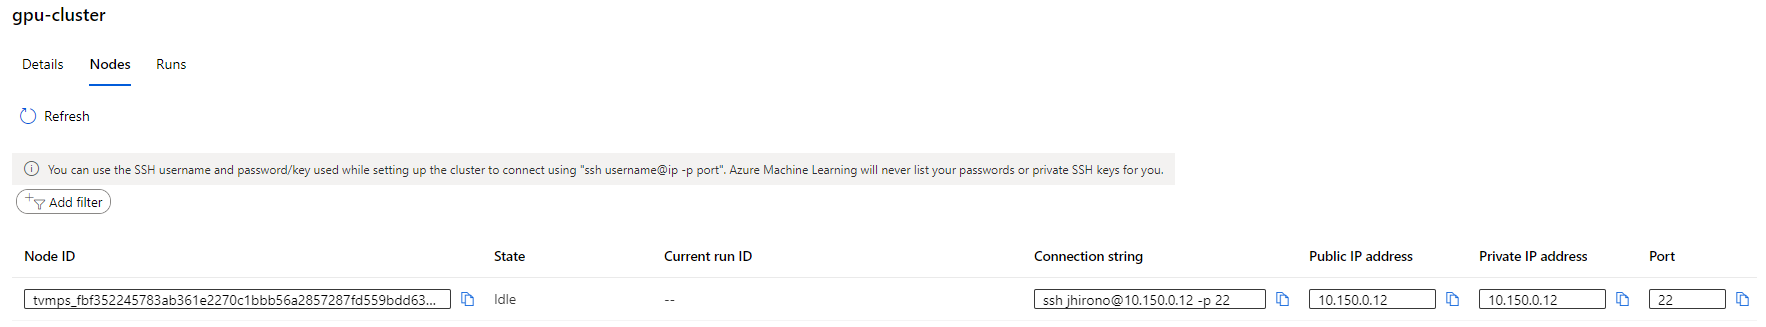 gpu-cluster
Details Nodes Runs
Refresh
You can use the SSH username and password/key used while setting up the cluster to connect using "ssh username@ip -p port". Azure Machine Learning will never list your passwords or private SSH keys for you.
Add filter
Node ID State Current run ID Connection string Public IP address Private IP address Port
tvmps_fbf352245783ab361e2270c1bbb56a2857287fd559bdd63... Idle -- ssh jhirono@10.150.0.12 -p 22 10.150.0.12 10.150.0.12 22